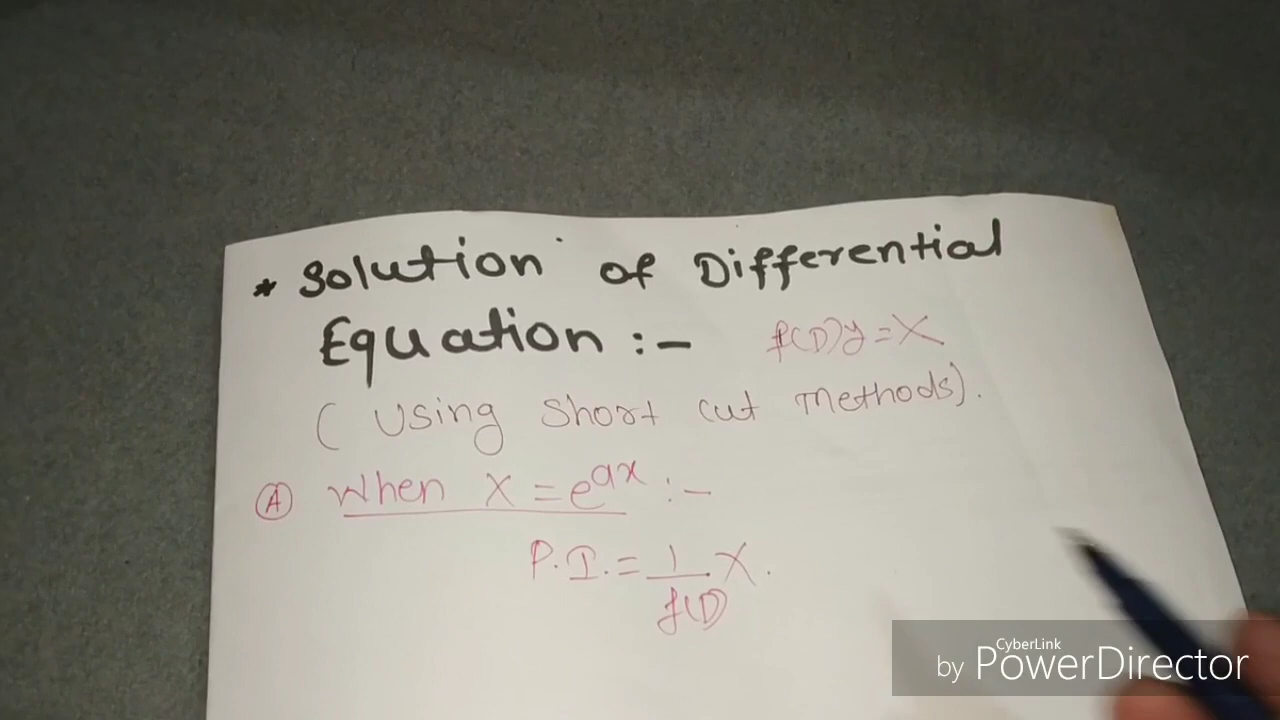 * Solution of Differential
Equation :- f(D)y = X
( Using short cut methods).
(A) When X = e^ax :-
P.I. = 1/f(D) X.
CyberLink
by PowerDirector